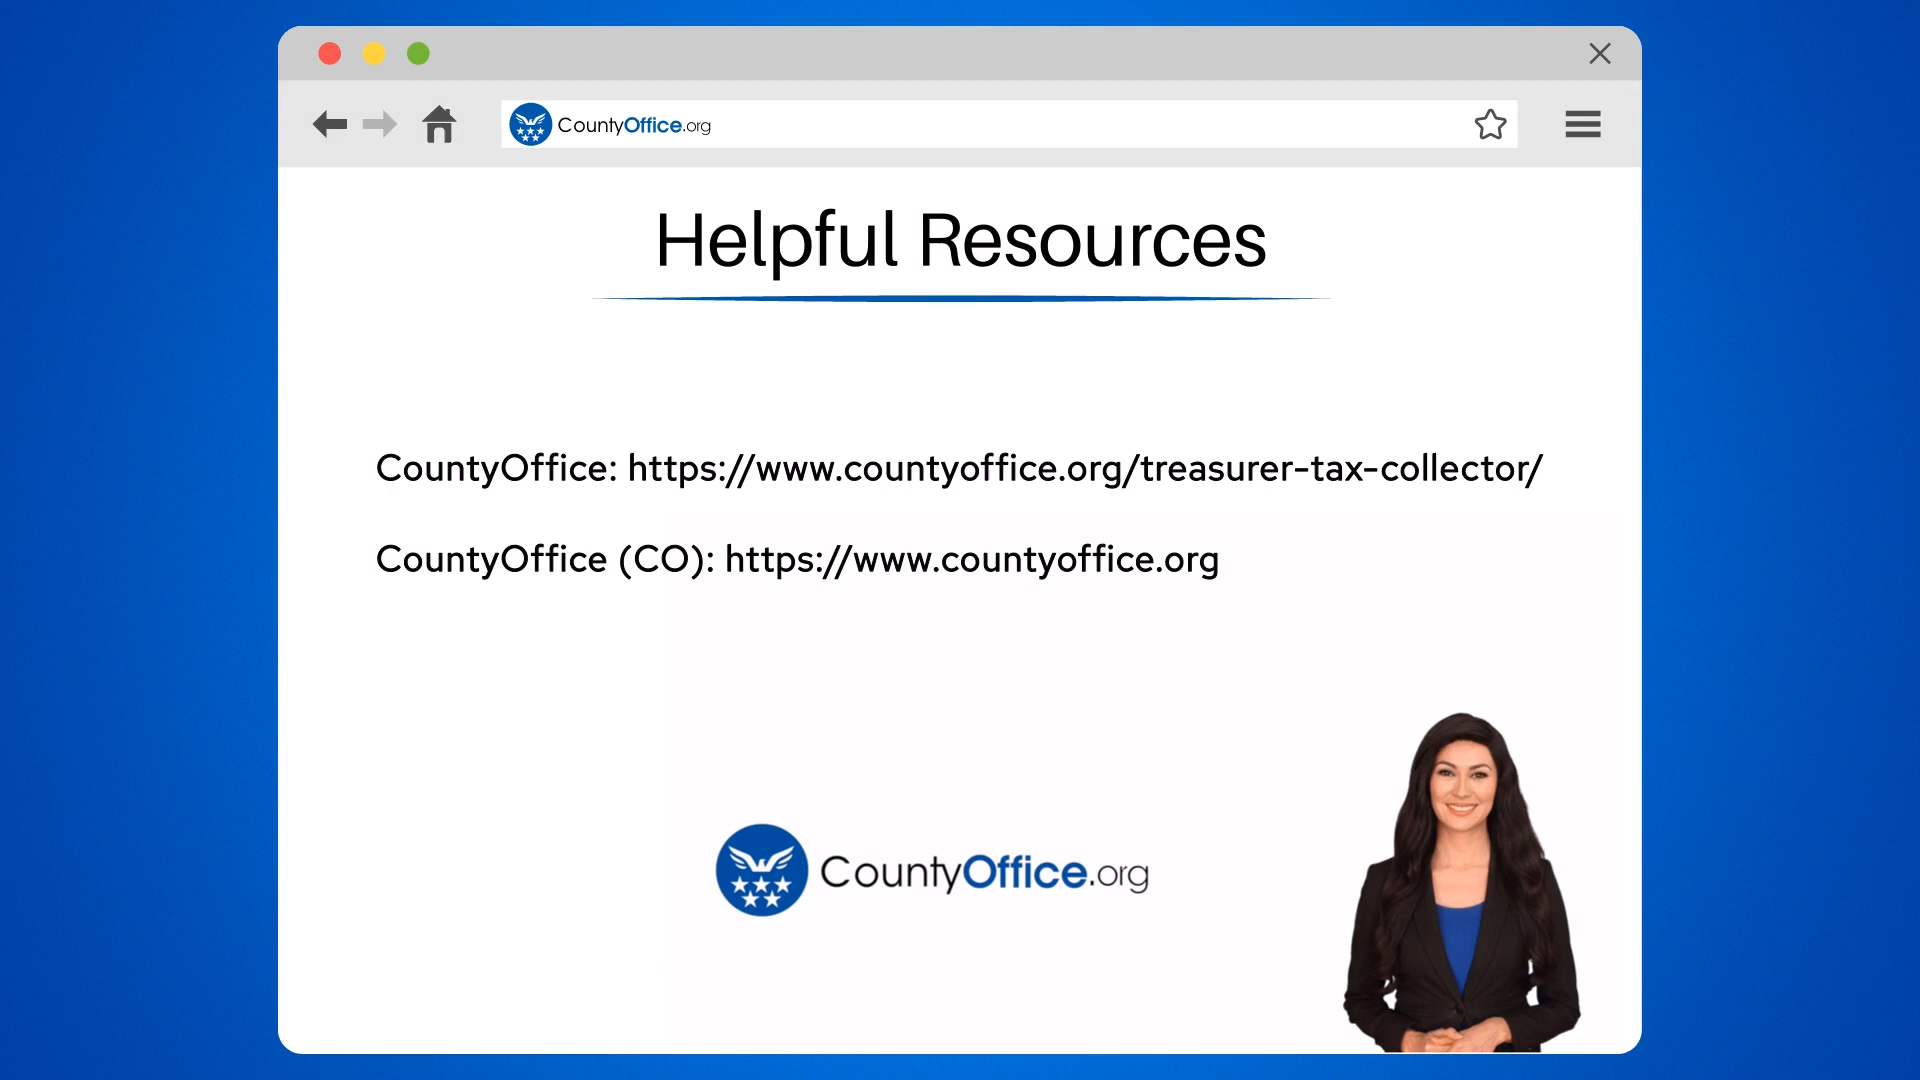 CountyOffice.org
Helpful Resources
CountyOffice: https://www.countyoffice.org/treasurer-tax-collector/
CountyOffice (CO): https://www.countyoffice.org
CountyOffice.org